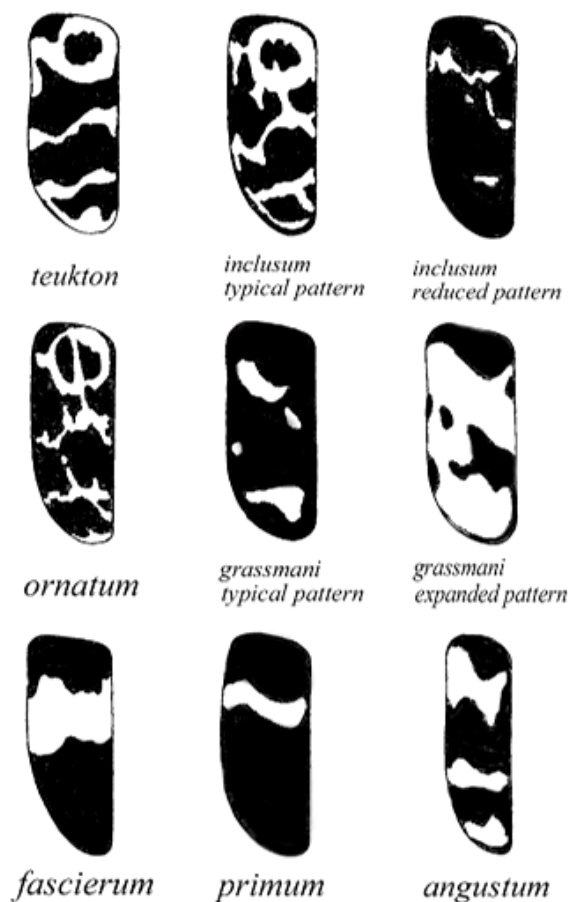 teukton
inclusum
typical pattern
inclusum
reduced pattern
ornatum
grassmani
typical pattern
grassmani
expanded pattern
fascierum
primum
angustum